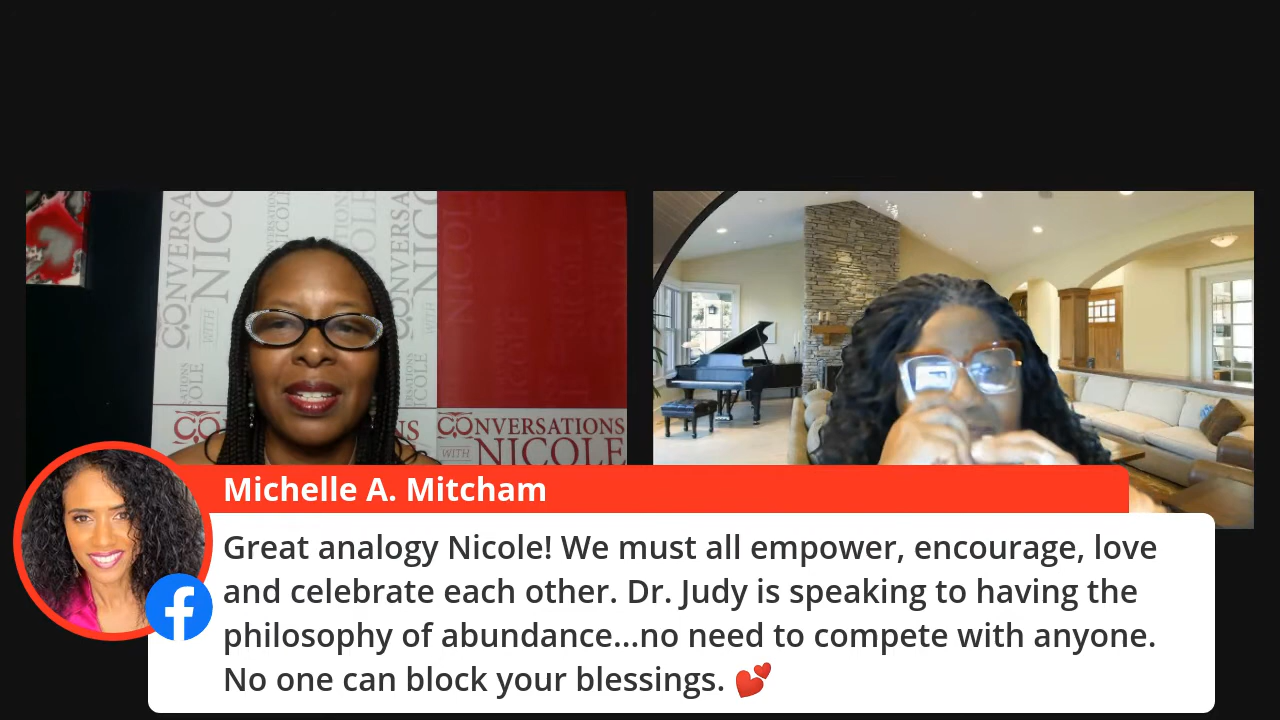 CONVERSATIONS
WITH NICOLE
Michelle A. Mitcham
Great analogy Nicole! We must all empower, encourage, love
and celebrate each other. Dr. Judy is speaking to having the
philosophy of abundance...no need to compete with anyone.
No one can block your blessings. 💕